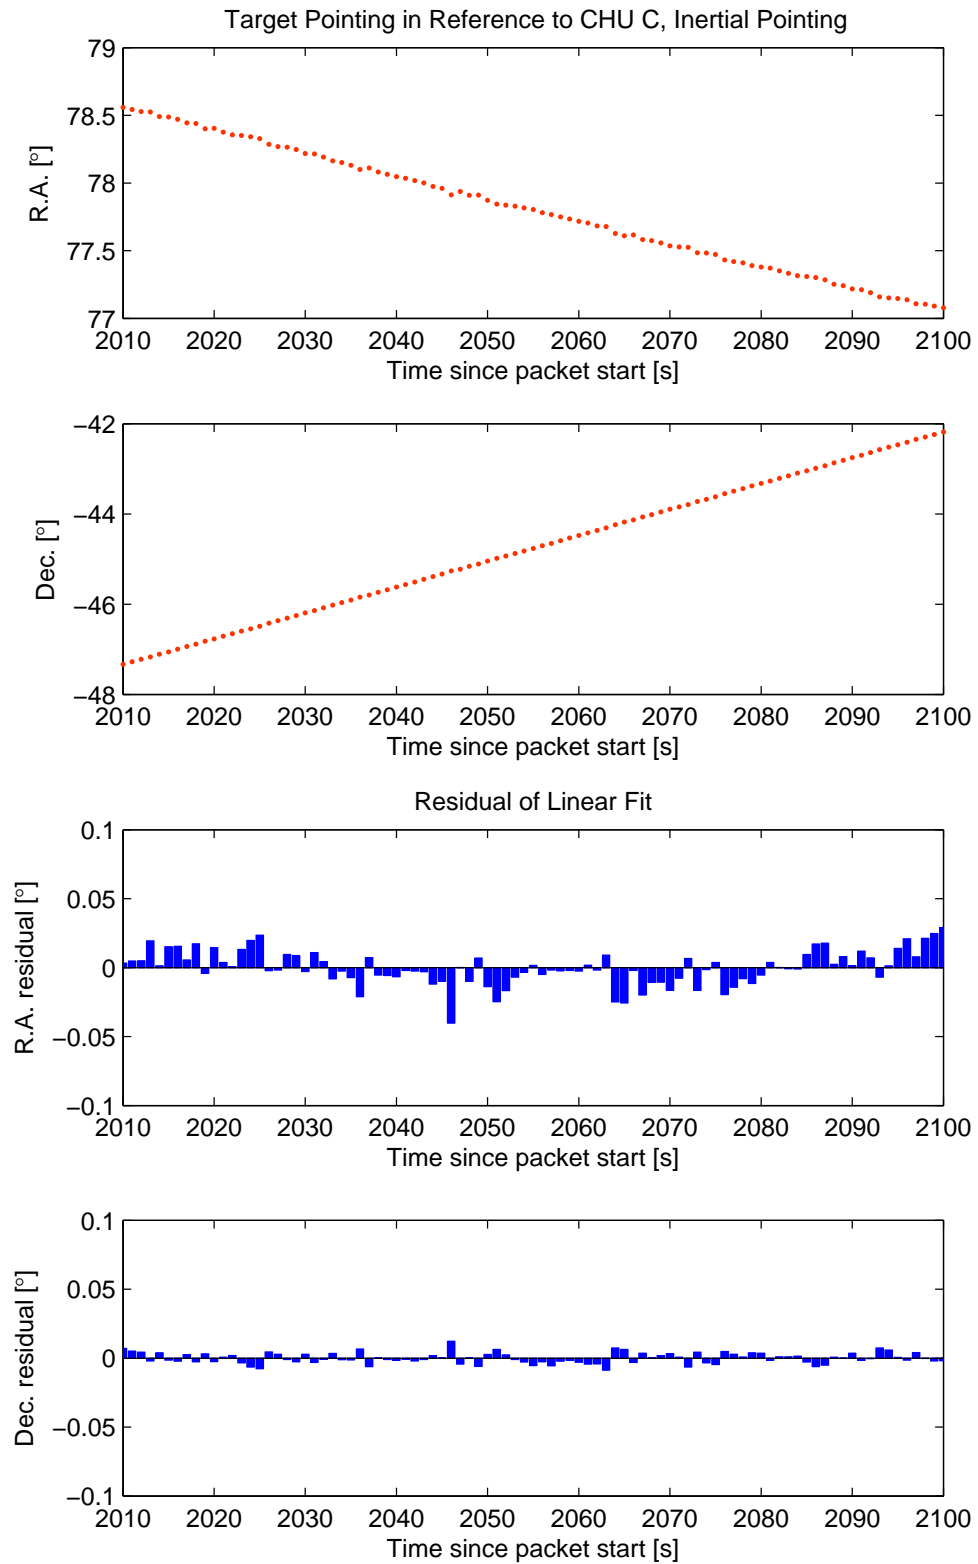 Target Pointing in Reference to CHU C, Inertial Pointing
79
78.5
78
77.5
77
R.A. [°]
2010 2020 2030 2040 2050 2060 2070 2080 2090 2100
Time since packet start [s]
−42
−44
−46
−48
Dec. [°]
2010 2020 2030 2040 2050 2060 2070 2080 2090 2100
Time since packet start [s]
Residual of Linear Fit
0.1
0.05
0
−0.05
−0.1
R.A. residual [°]
2010 2020 2030 2040 2050 2060 2070 2080 2090 2100
Time since packet start [s]
0.1
0.05
0
−0.05
−0.1
Dec. residual [°]
2010 2020 2030 2040 2050 2060 2070 2080 2090 2100
Time since packet start [s]